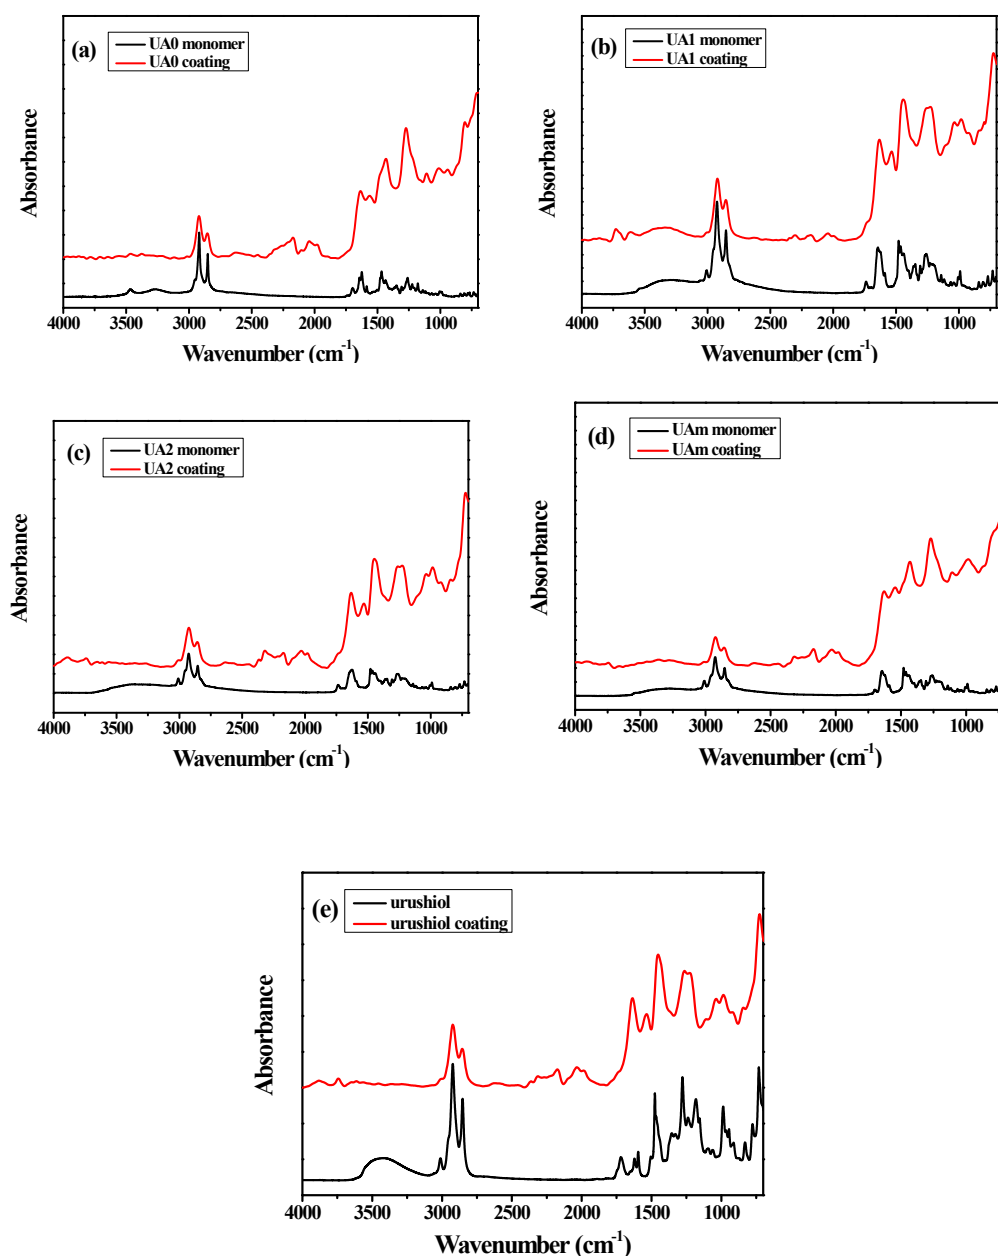 (a)
UA0 monomer
UA0 coating
Absorbance
4000 3500 3000 2500 2000 1500 1000
Wavenumber (cm-1)
(b)
UA1 monomer
UA1 coating
Absorbance
4000 3500 3000 2500 2000 1500 1000
Wavenumber (cm-1)
(c)
UA2 monomer
UA2 coating
Absorbance
4000 3500 3000 2500 2000 1500 1000
Wavenumber (cm-1)
(d)
UAm monomer
UAm coating
Absorbance
4000 3500 3000 2500 2000 1500 1000
Wavenumber (cm-1)
(e)
urushiol
urushiol coating
Absorbance
4000 3500 3000 2500 2000 1500 1000
Wavenumber (cm-1)